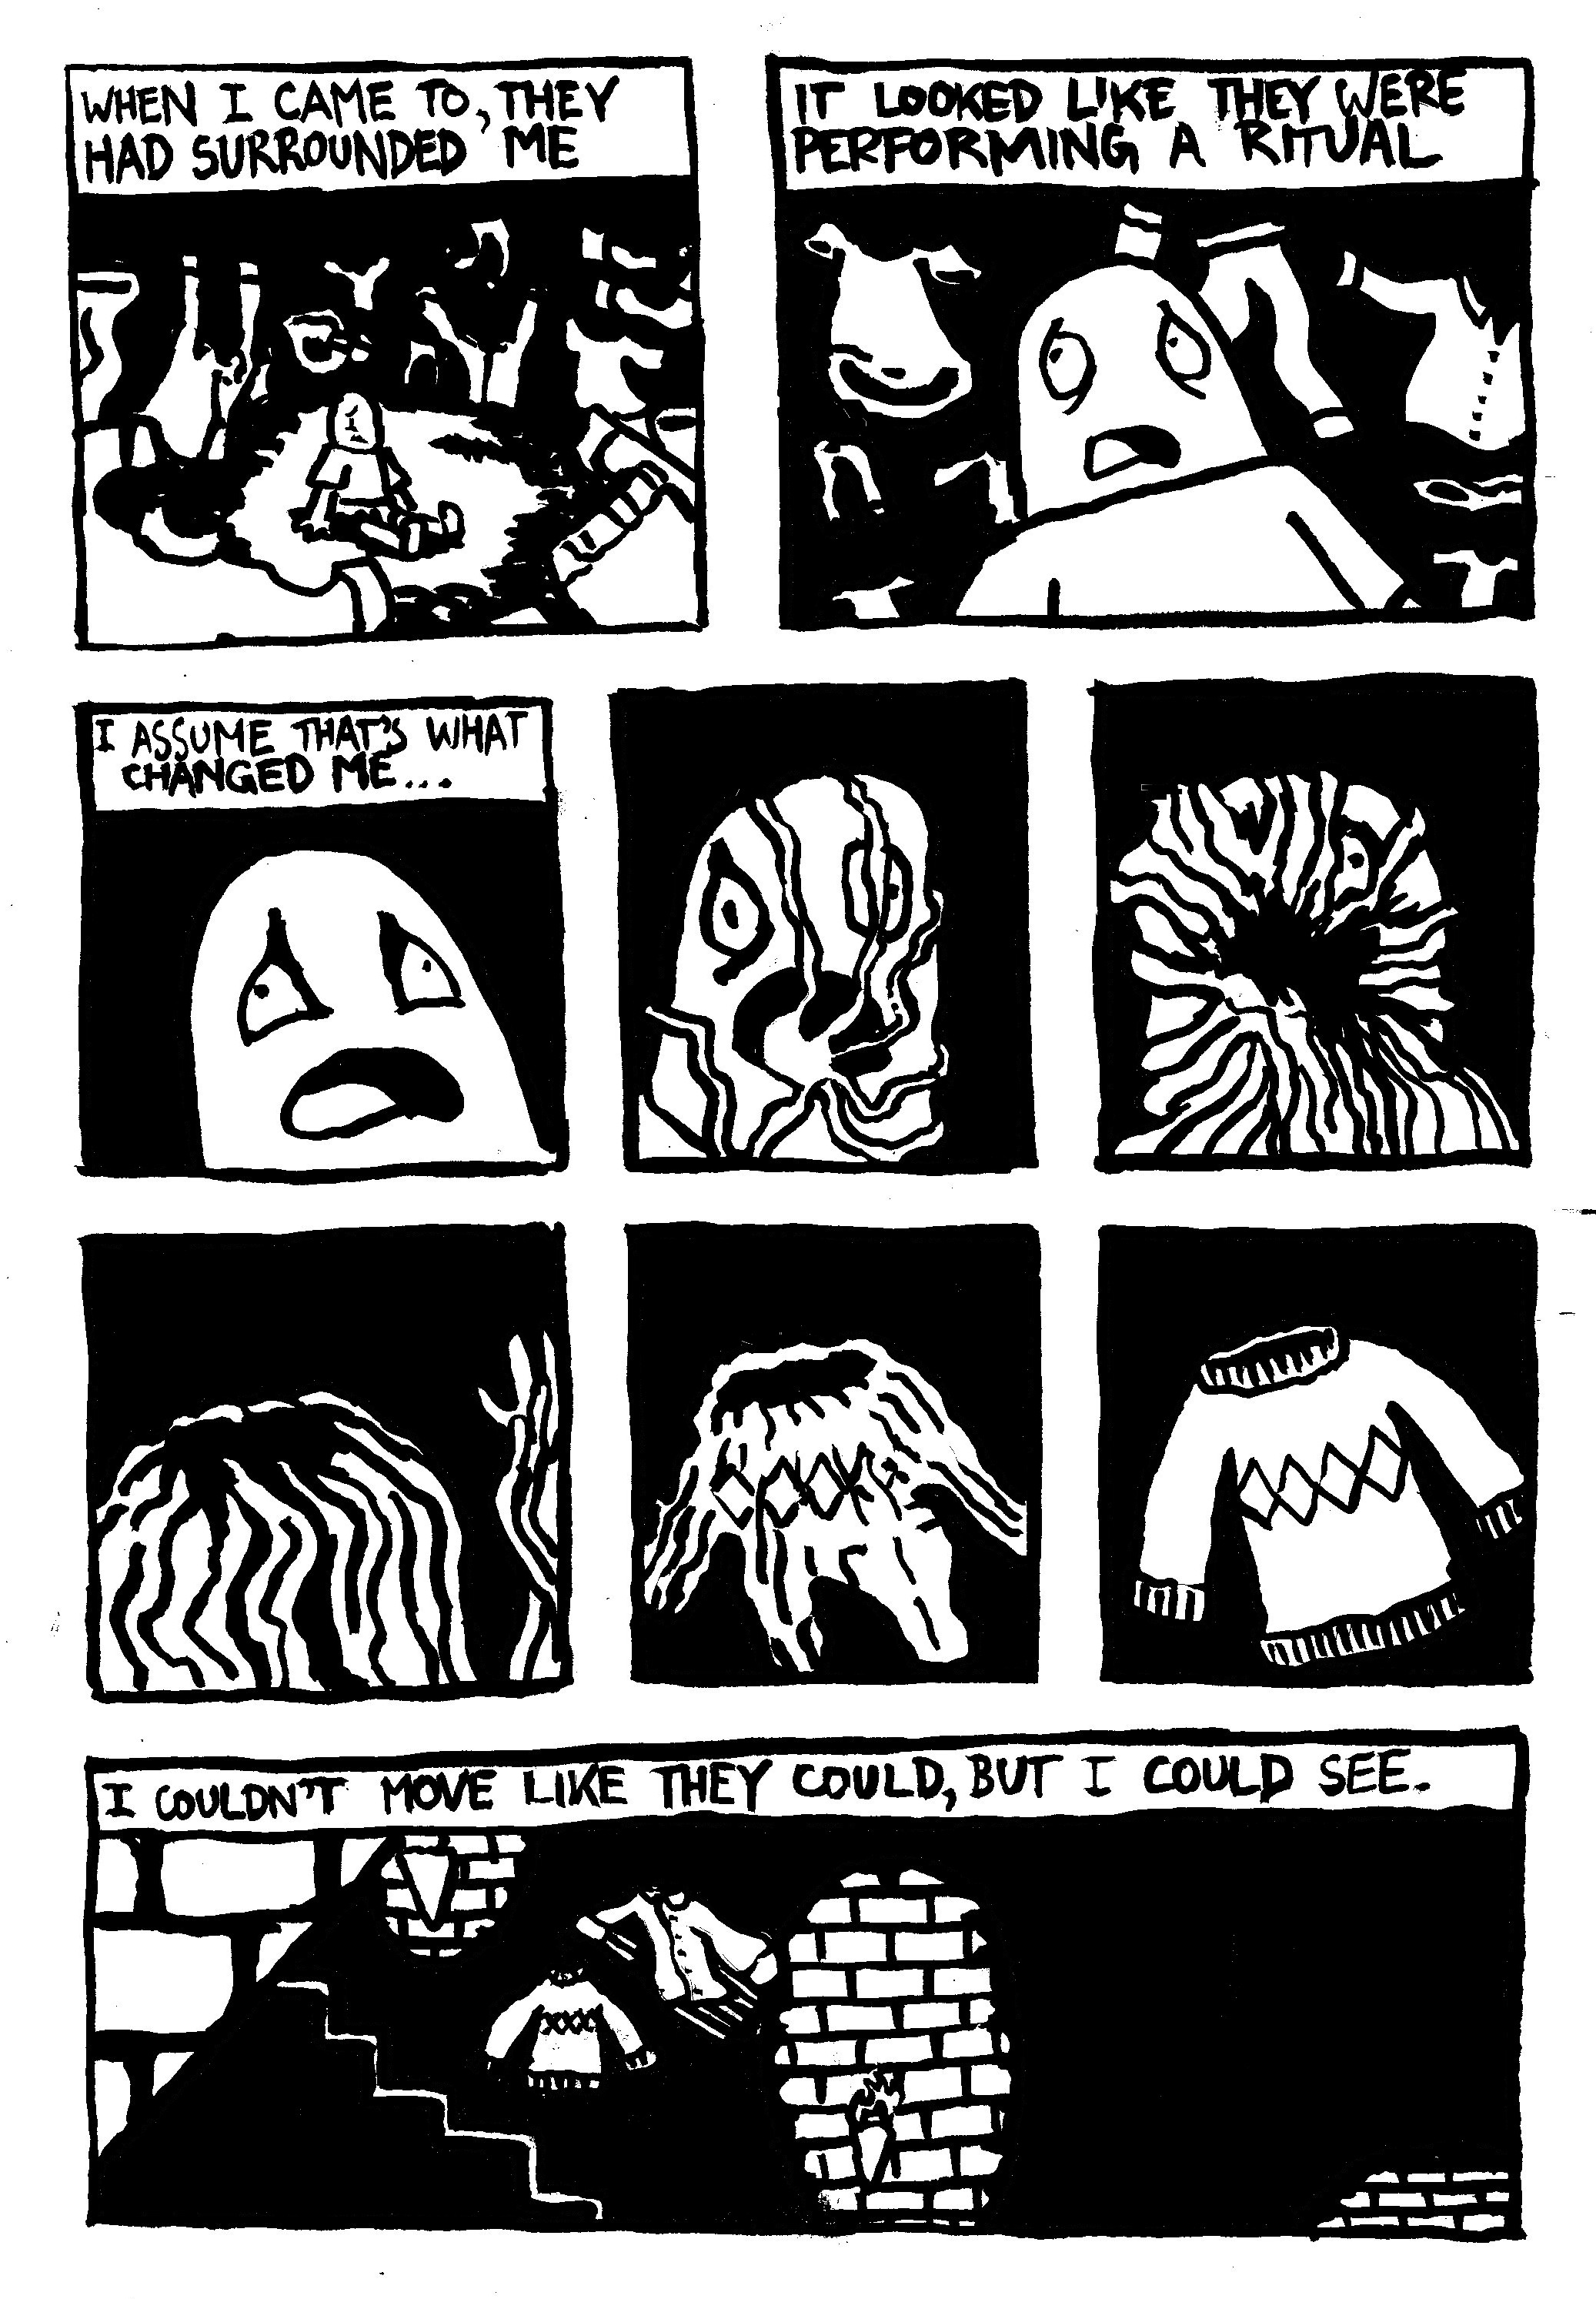 WHEN I CAME TO, THEY
HAD SURROUNDED ME
IT LOOKED LIKE THEY WERE
PERFORMING A RITUAL
I ASSUME THAT'S WHAT
CHANGED ME...
I COULDN'T MOVE LIKE THEY COULD, BUT I COULD SEE.